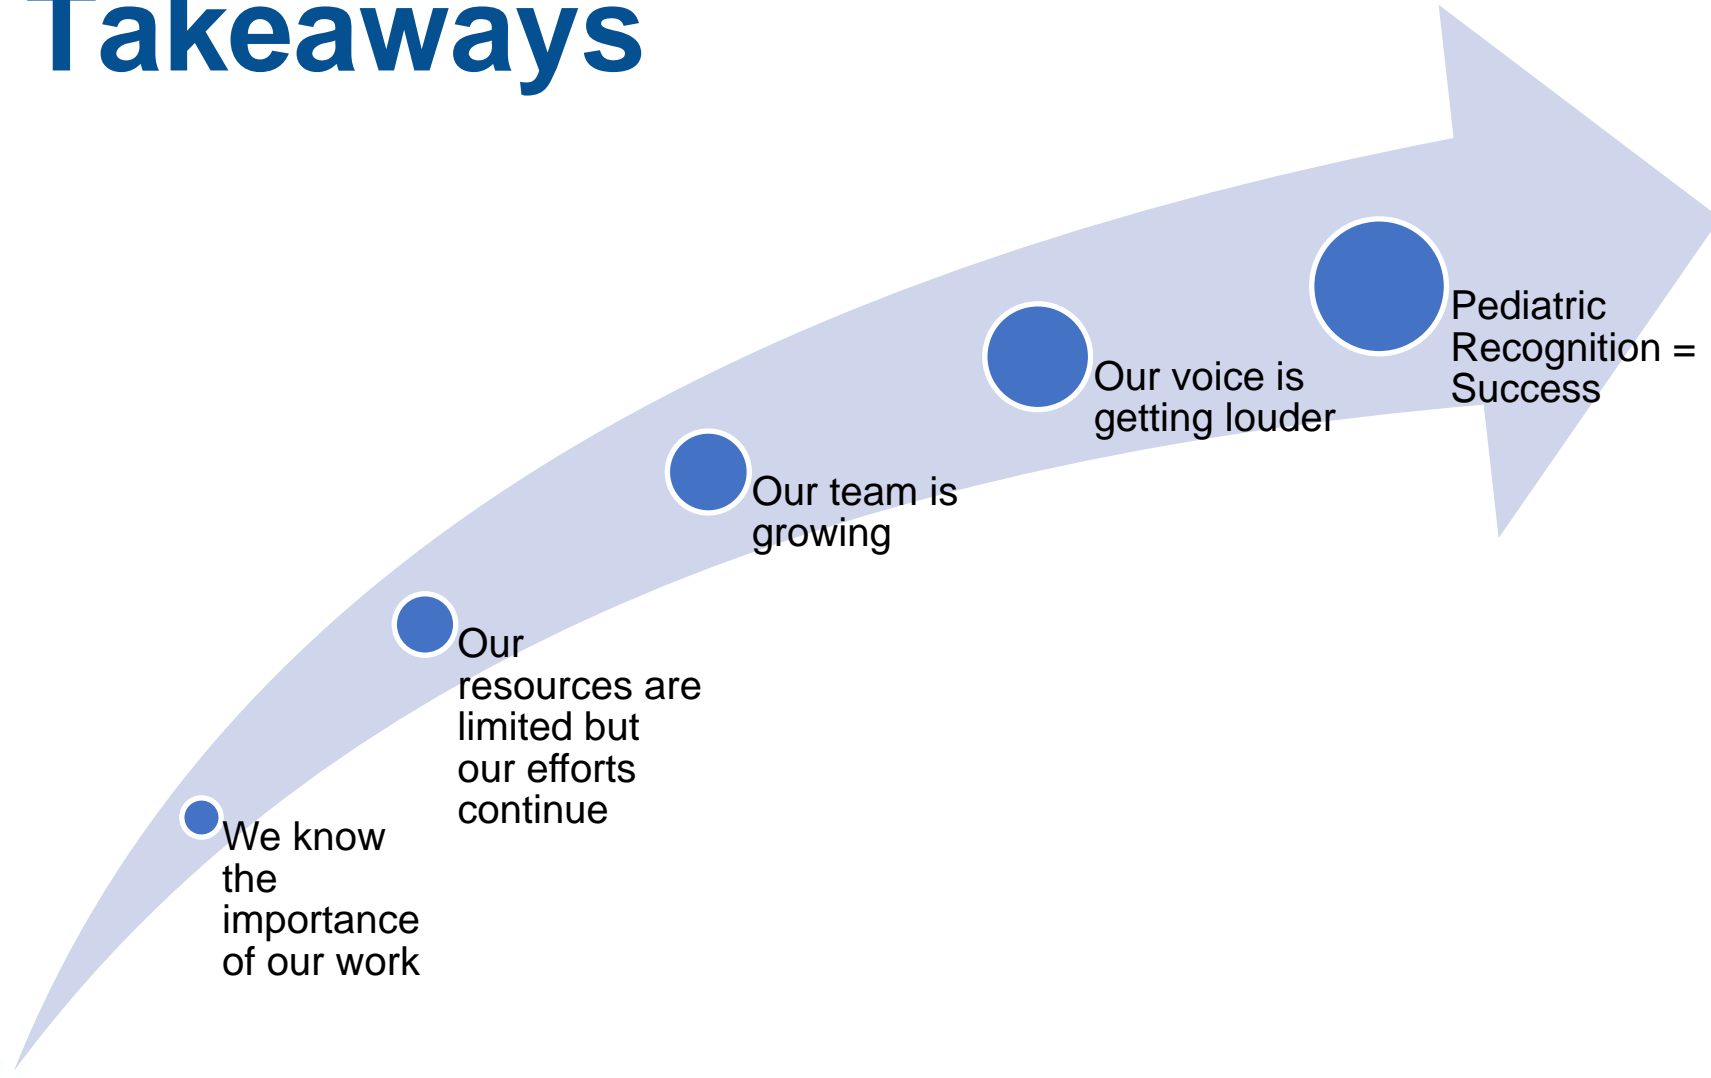 Takeaways
We know
the
importance
of our work
Our
resources are
limited but
our efforts
continue
Our team is
growing
Our voice is
getting louder
Pediatric
Recognition =
Success